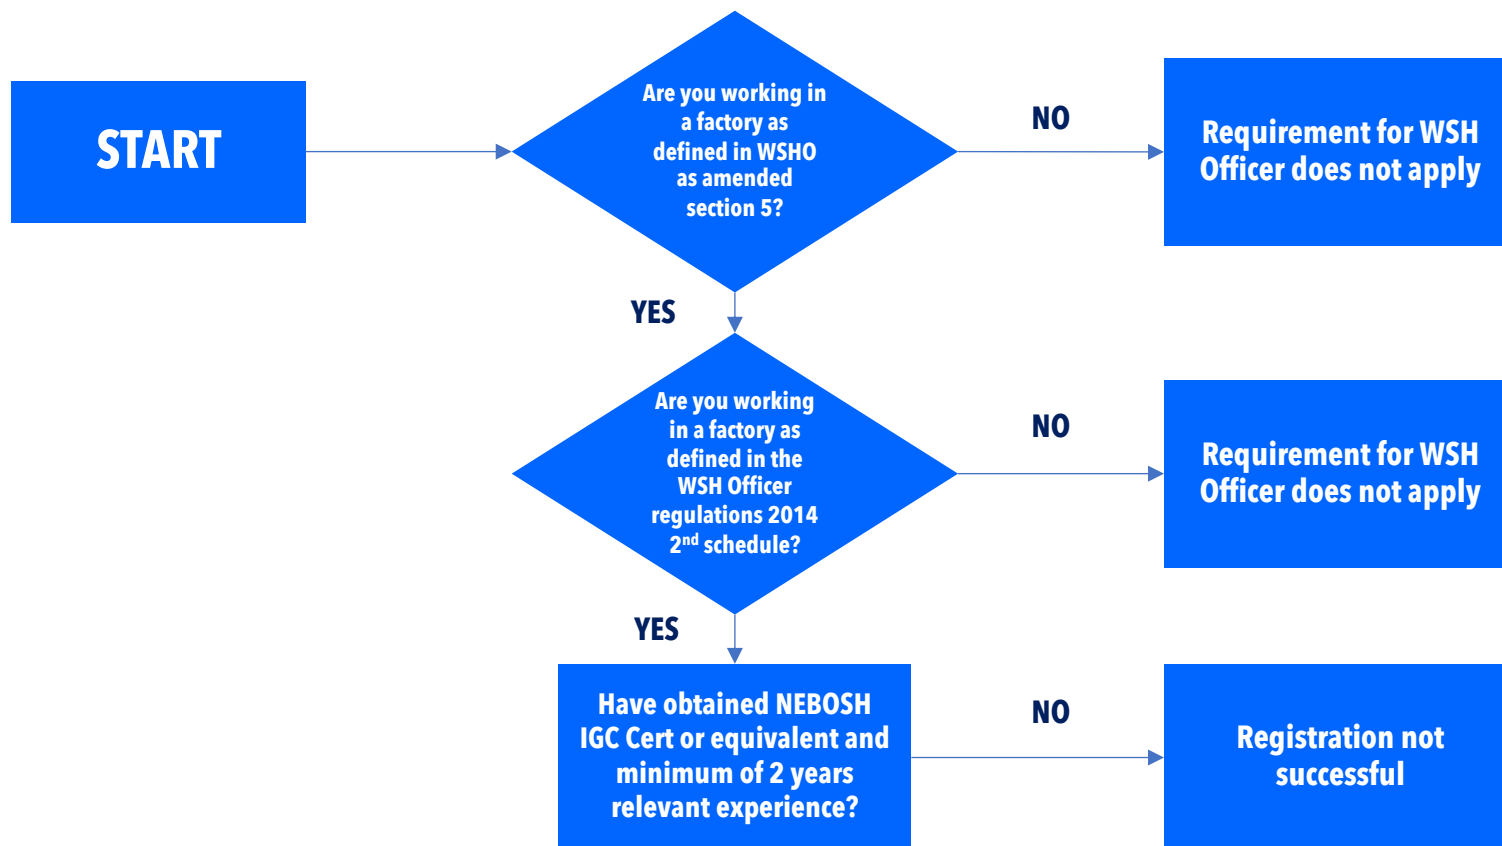 START
Are you working in
a factory as
defined in WSHO
as amended
section 5?
NO
Requirement for WSH
Officer does not apply
YES
Are you working
in a factory as
defined in the
WSH Officer
regulations 2014
2nd schedule?
NO
Requirement for WSH
Officer does not apply
YES
Have obtained NEBOSH
IGC Cert or equivalent and
minimum of 2 years
relevant experience?
NO
Registration not
successful